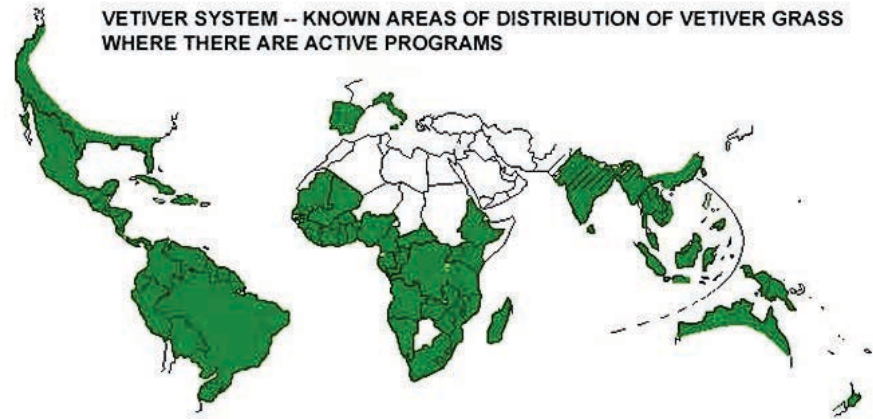 VETIVER SYSTEM -- KNOWN AREAS OF DISTRIBUTION OF VETIVER GRASS
WHERE THERE ARE ACTIVE PROGRAMS